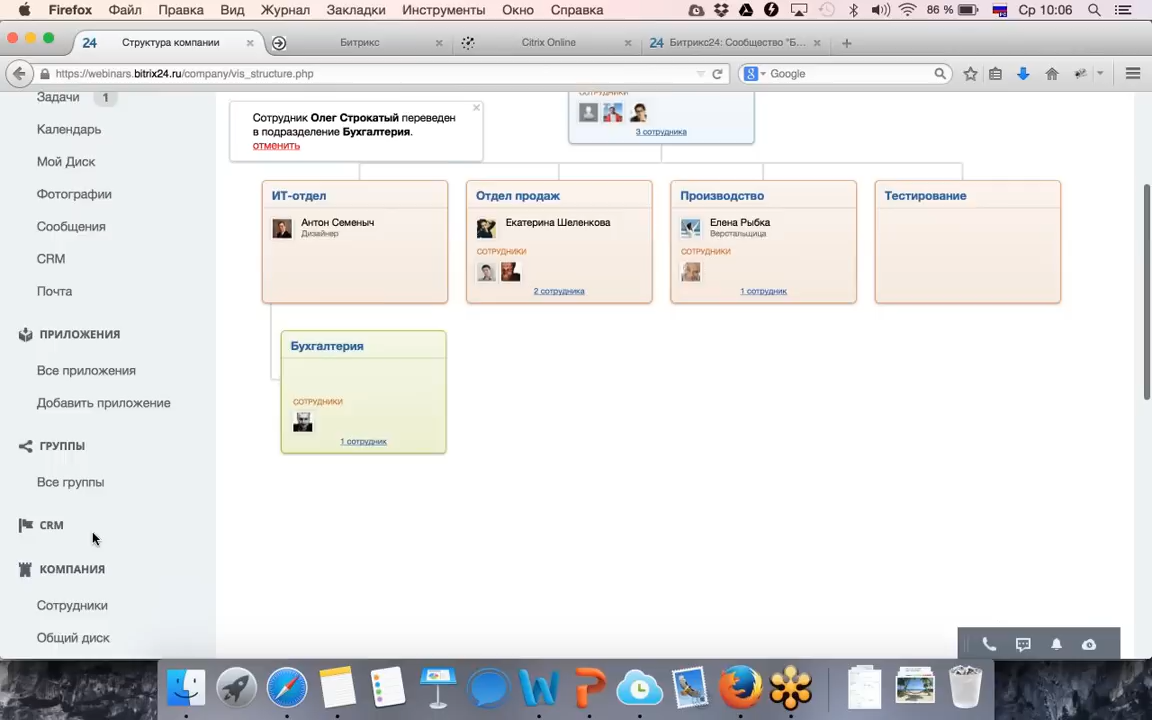 Firefox Файл Правка Вид Журнал Закладки Инструменты Окно Справка 86 % Ср 10:06
24 Структура компании Битрикс Citrix Online 24 Битрикс24: Сообщество "Б...
https://webinars.bitrix24.ru/company/vis_structure.php Google
Задачи 1
Календарь
Мой Диск
Фотографии
Сообщения
CRM
Почта
ПРИЛОЖЕНИЯ
Все приложения
Добавить приложение
ГРУППЫ
Все группы
CRM
КОМПАНИЯ
Сотрудники
Общий диск
Сотрудник Олег Строкатый переведен
в подразделение Бухгалтерия.
отменить
СОТРУДНИКИ
3 сотрудника
ИТ-отдел
Антон Семеныч
Дизайнер
Отдел продаж
Екатерина Шеленкова
СОТРУДНИКИ
2 сотрудника
Производство
Елена Рыбка
Верстальщица
СОТРУДНИКИ
1 сотрудник
Тестирование
Бухгалтерия
СОТРУДНИКИ
1 сотрудник